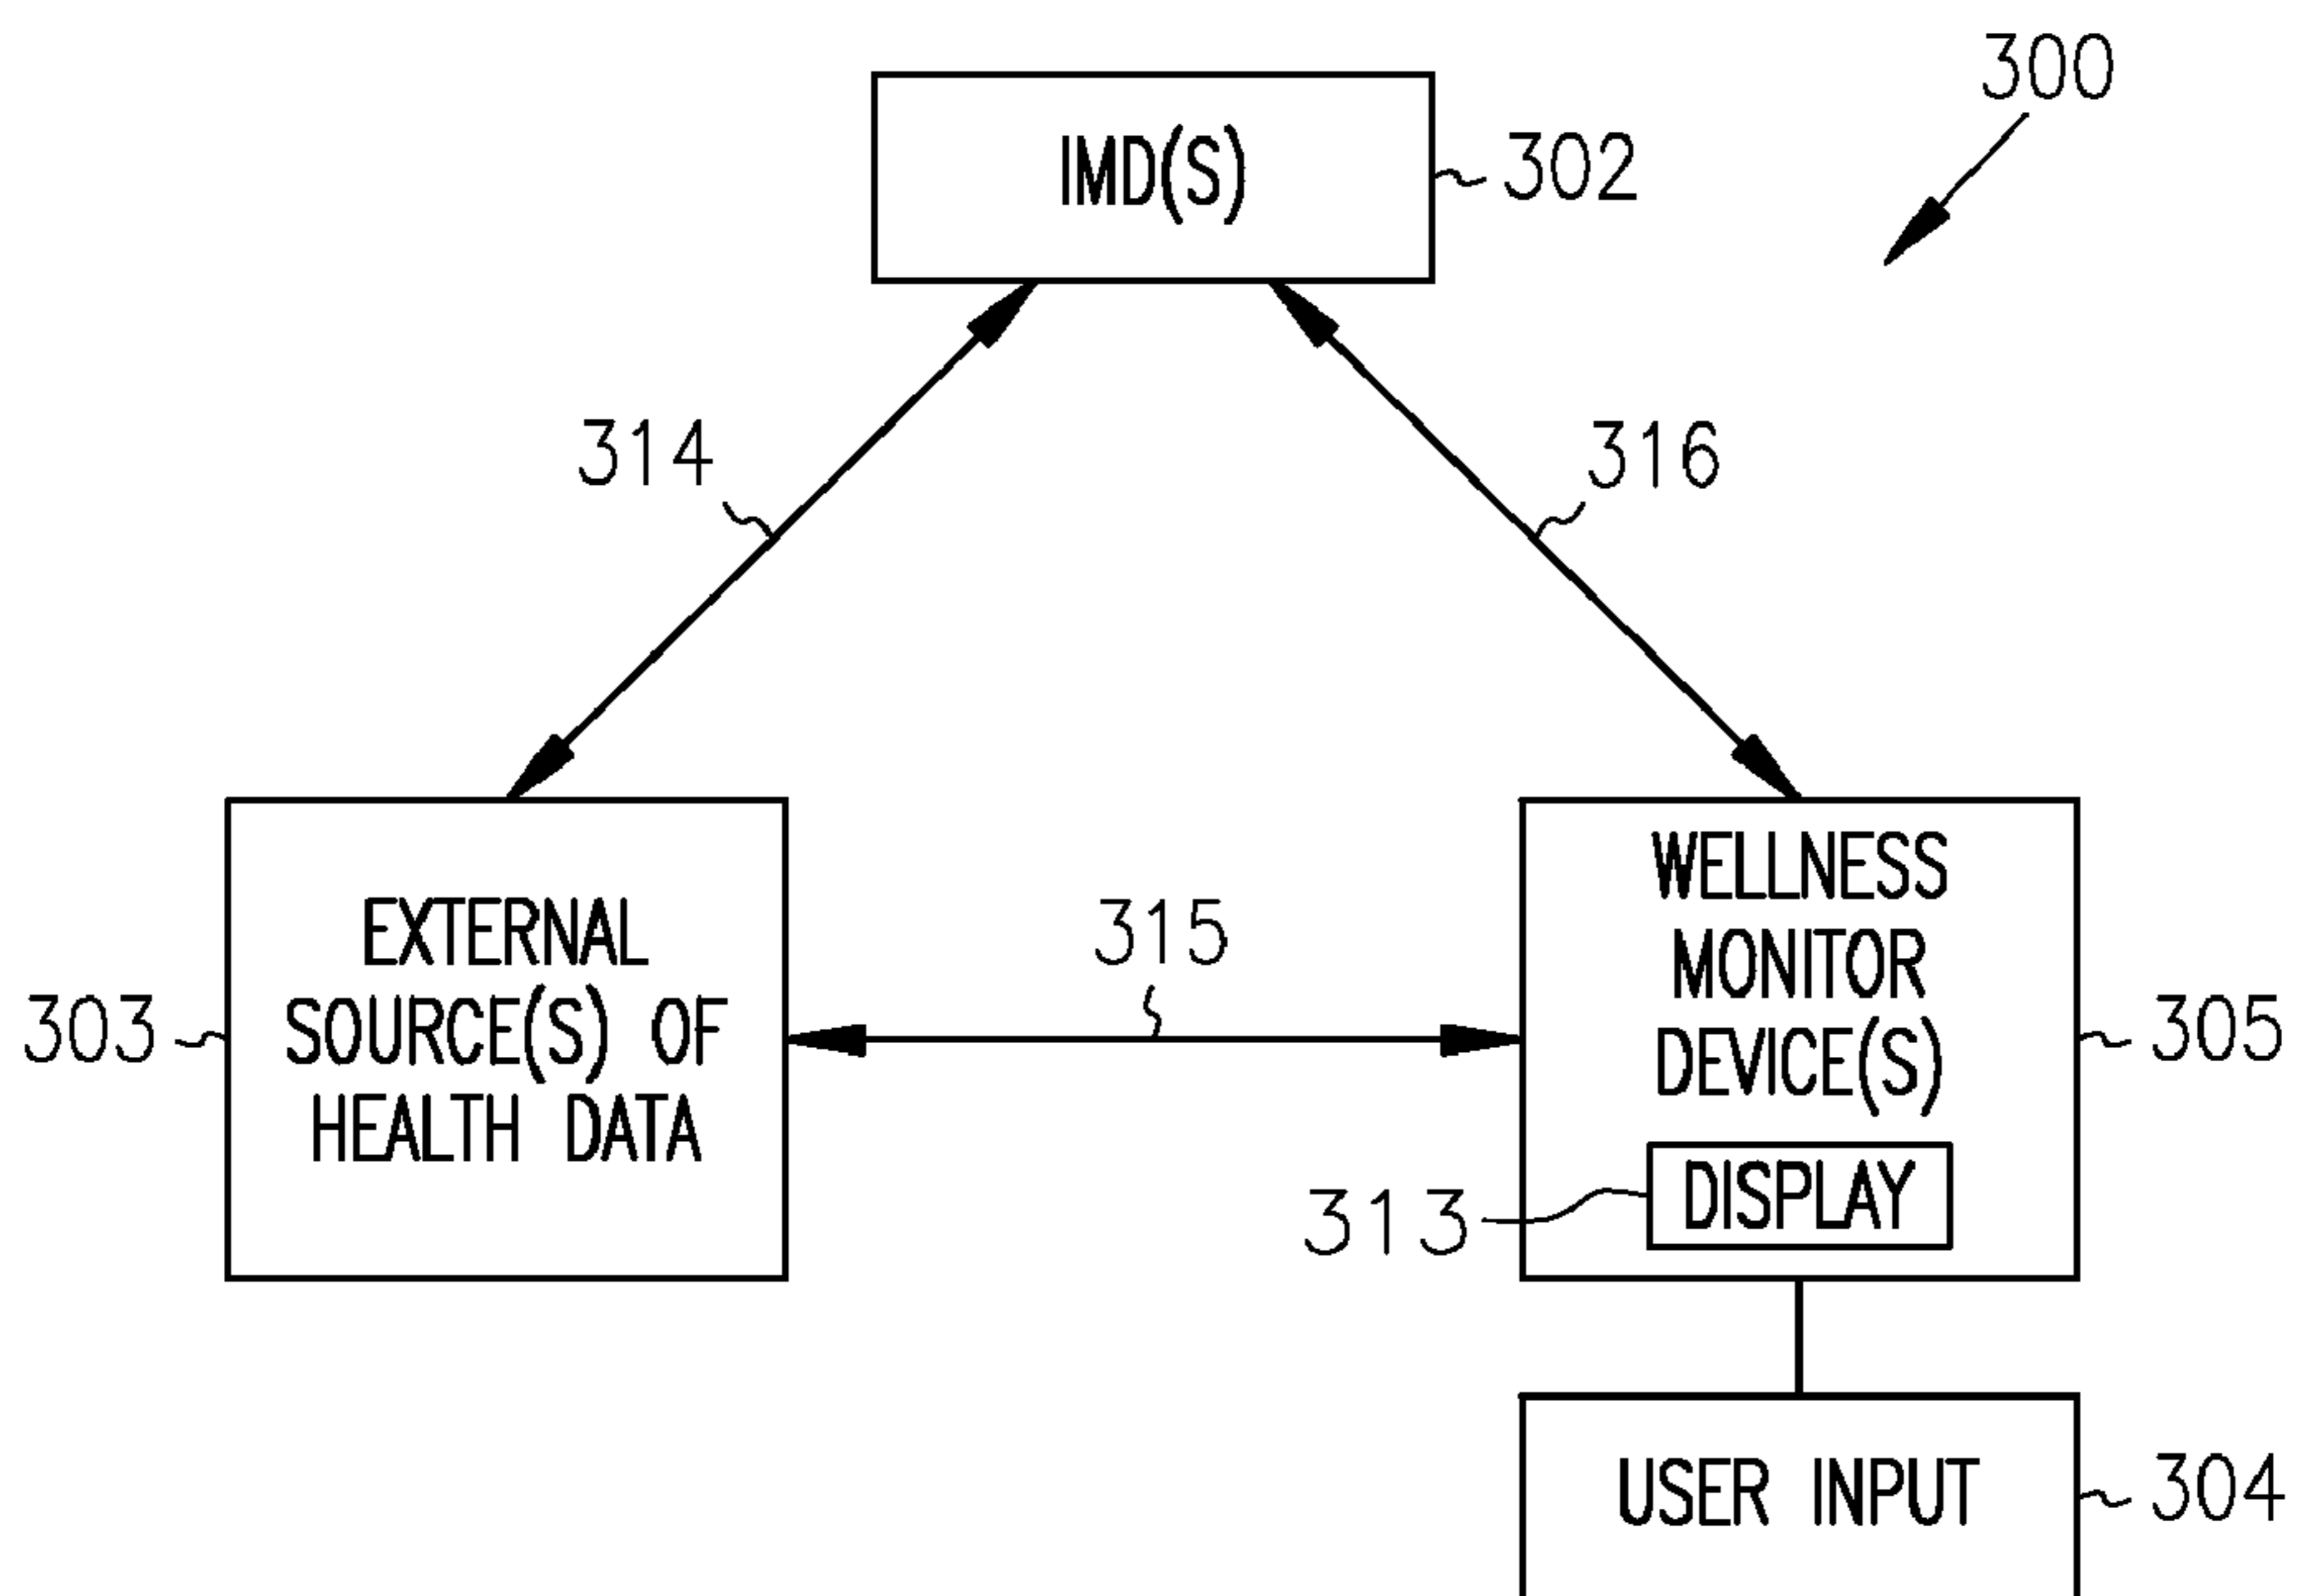 300
IMD(S)
302
314
316
EXTERNAL
SOURCE(S) OF
HEALTH DATA
303
315
WELLNESS
MONITOR
DEVICE(S)
305
DISPLAY
313
USER INPUT
304